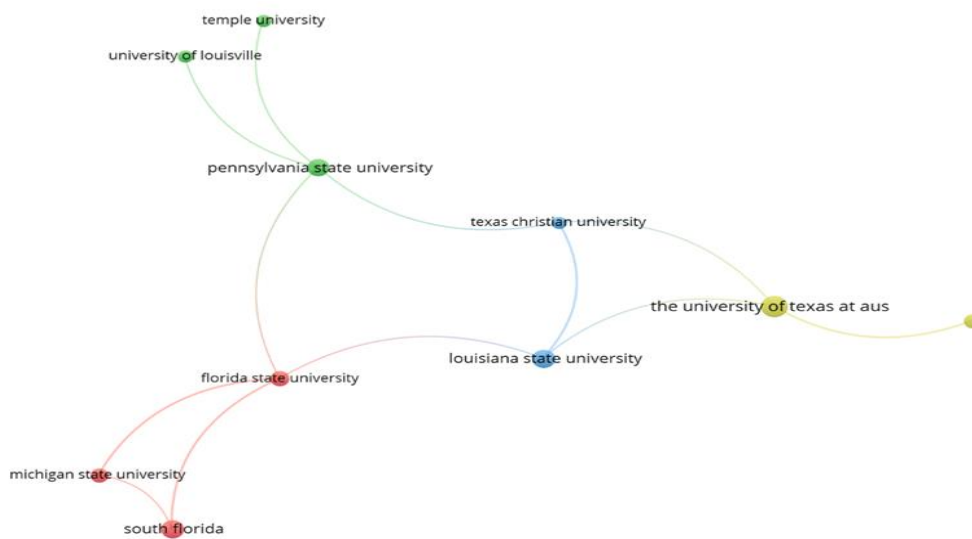 temple university
university of louisville
pennsylvania state university
texas christian university
the university of texas at aus
louisiana state university
florida state university
michigan state university
south florida